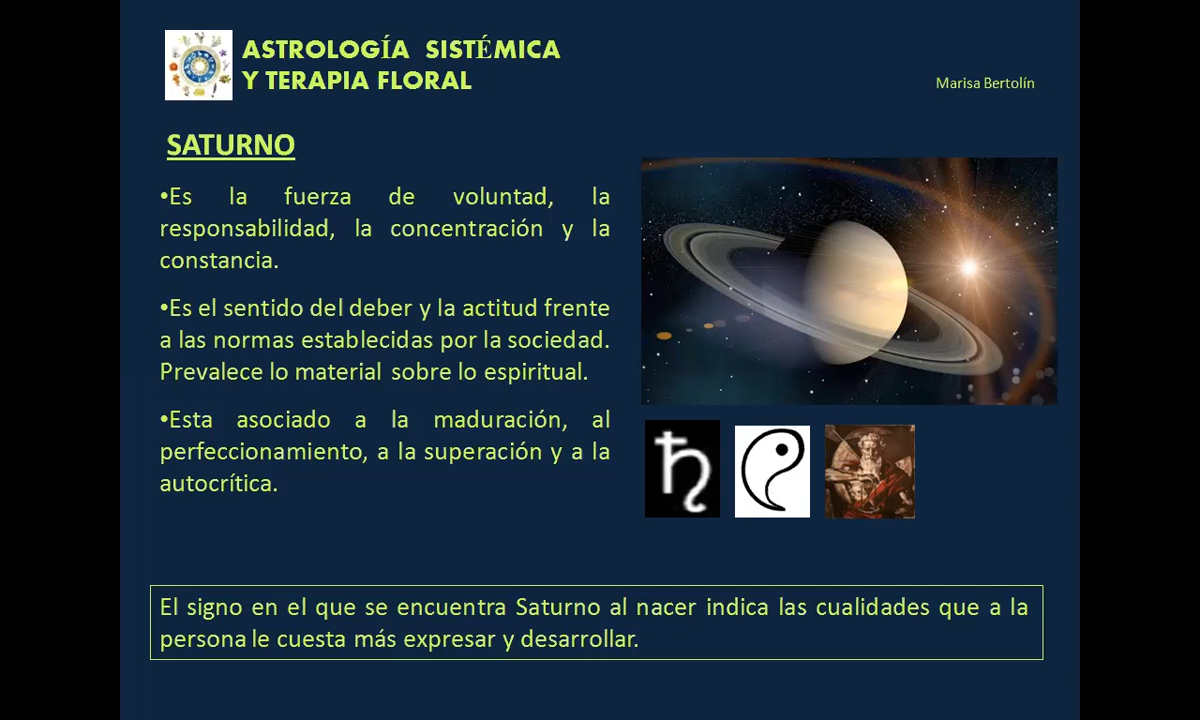 ASTROLOGÍA SISTÉMICA
Y TERAPIA FLORAL
Marisa Bertolín
SATURNO
•Es la fuerza de voluntad, la
responsabilidad, la concentración y la
constancia.
•Es el sentido del deber y la actitud frente
a las normas establecidas por la sociedad.
Prevalece lo material sobre lo espiritual.
•Esta asociado a la maduración, al
perfeccionamiento, a la superación y a la
autocrítica.
El signo en el que se encuentra Saturno al nacer indica las cualidades que a la
persona le cuesta más expresar y desarrollar.